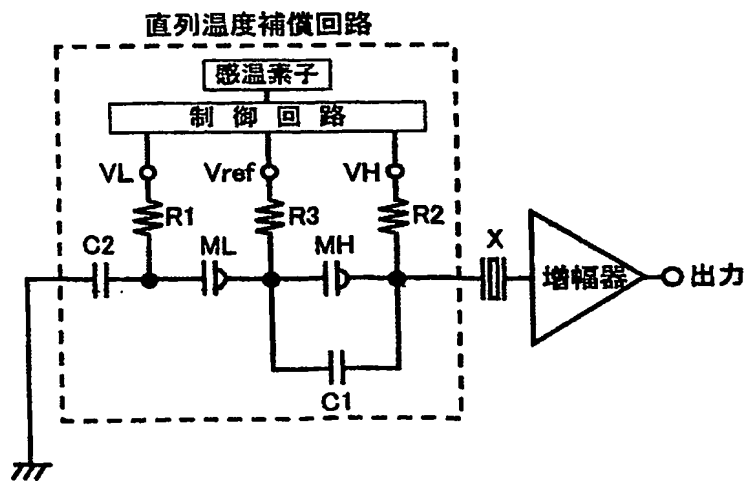 直列温度補償回路
感温素子
制御回路
VL
Vref
VH
R1
R3
R2
C2
ML
MH
X
増幅器
出力
C1